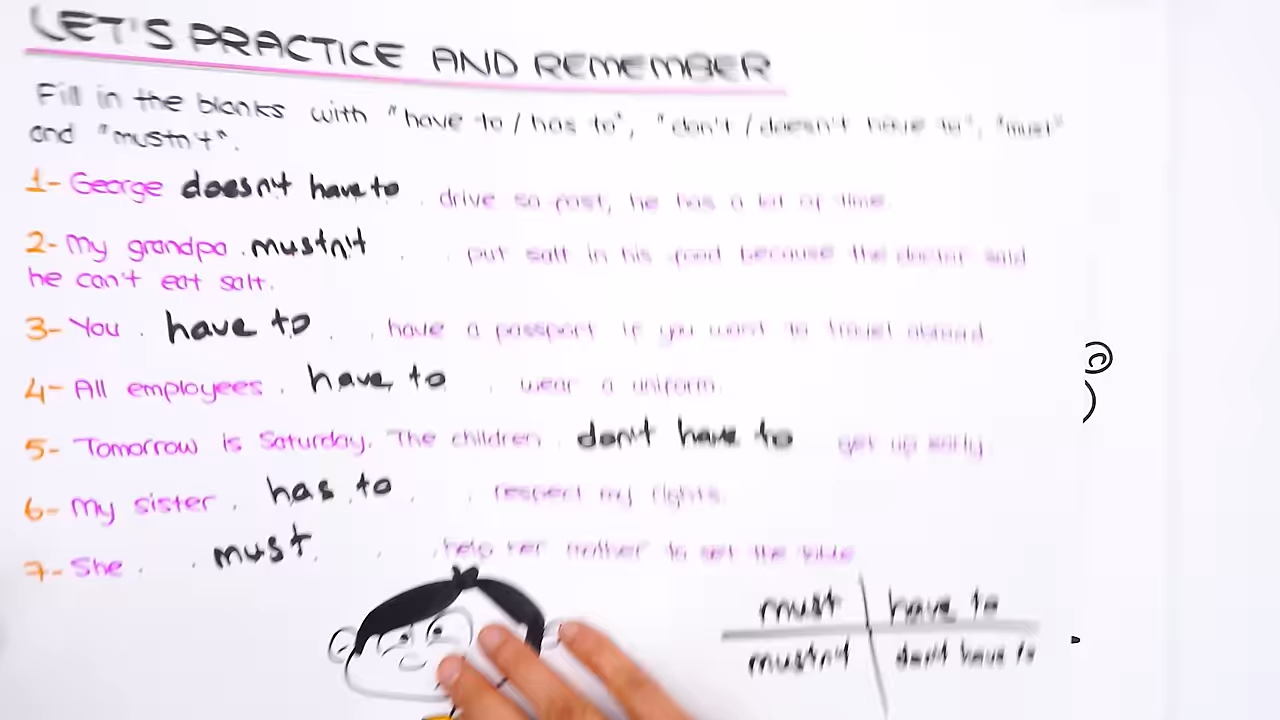 LET'S PRACTICE AND REMEMBER
Fill in the blanks with "have to / has to", "don't / doesn't have to", "must"
and "mustn't".
1- George doesn't have to drive so fast, he has a lot of time.
2- My grandpa mustn't put salt in his food because the doctor said
he can't eat salt.
3- You have to have a passport if you want to travel abroad.
4- All employees have to wear a uniform.
5- Tomorrow is Saturday. The children don't have to get up early.
6- My sister has to respect my rights.
7- She must help her mother to set the table
must | have to
mustn't | don't have to